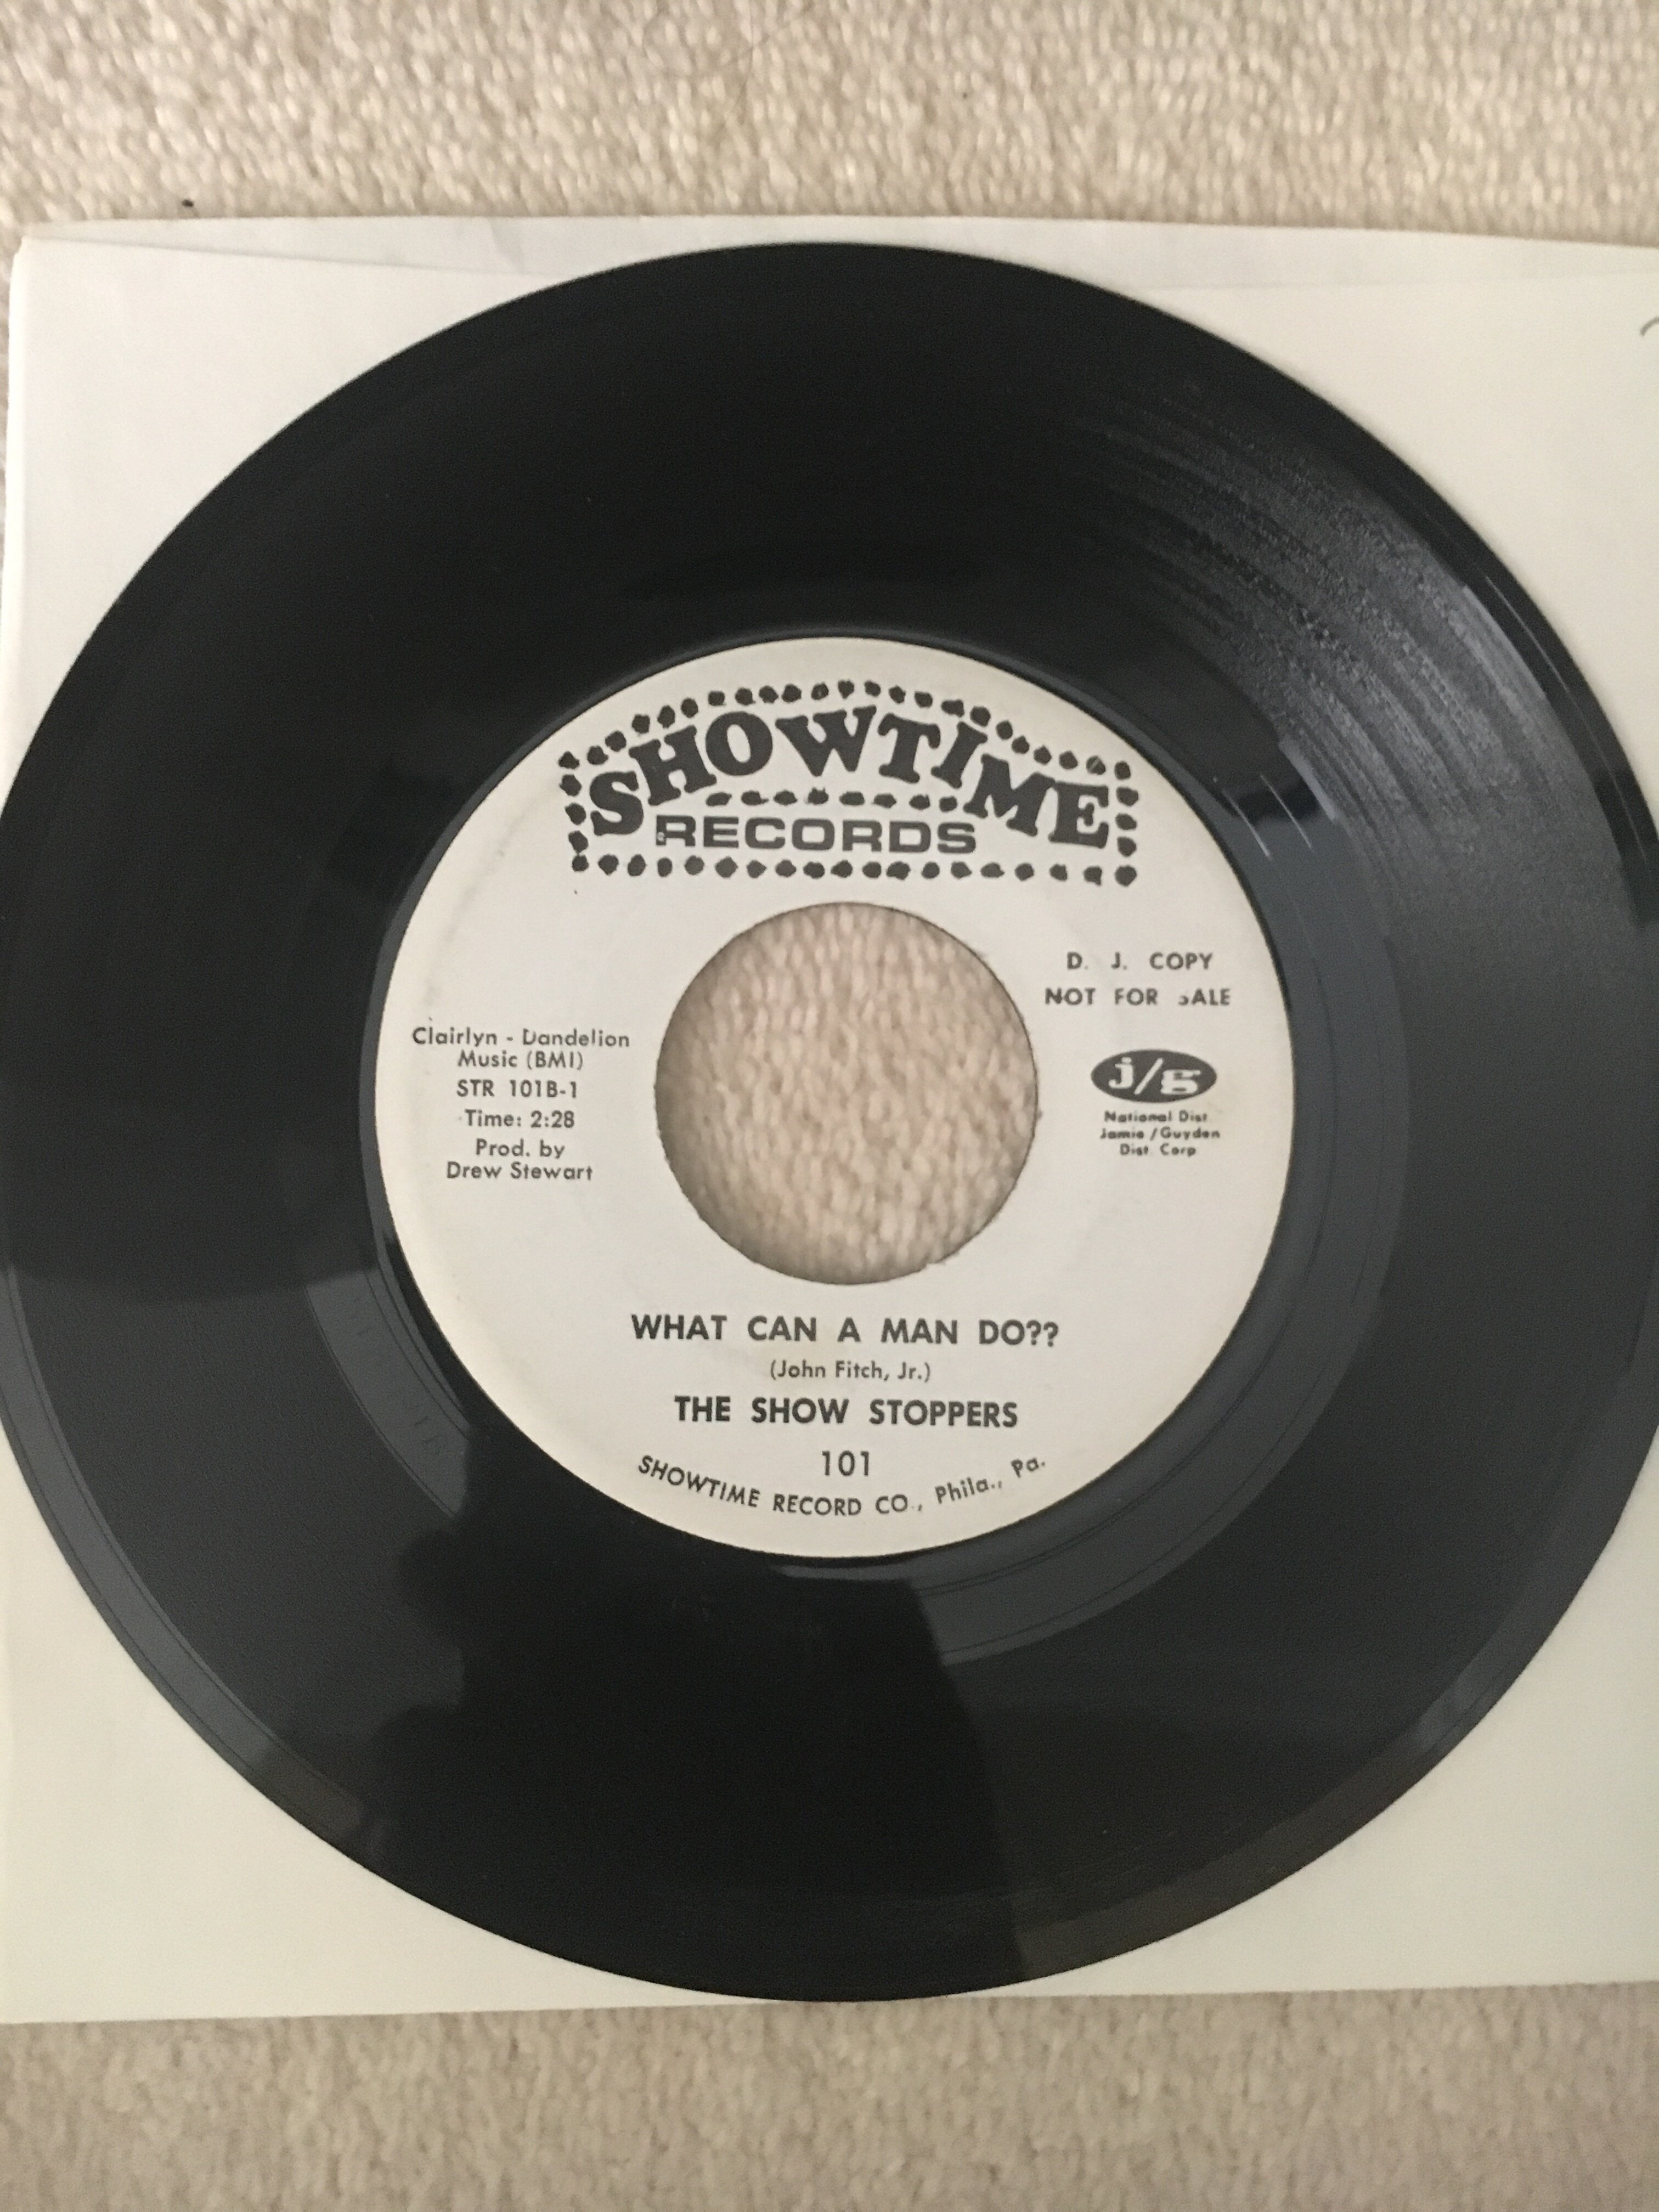 SHOWTIME
RECORDS
D. J. COPY
NOT FOR SALE
Clairlyn - Dandelion
Music (BMI)
STR 101B-1
Time: 2:28
Prod. by
Drew Stewart
j/g
National Dist.
Jamie/Guyden
Dist. Corp
WHAT CAN A MAN DO??
(John Fitch, Jr.)
THE SHOW STOPPERS
101
SHOWTIME RECORD CO., Phila., Pa.